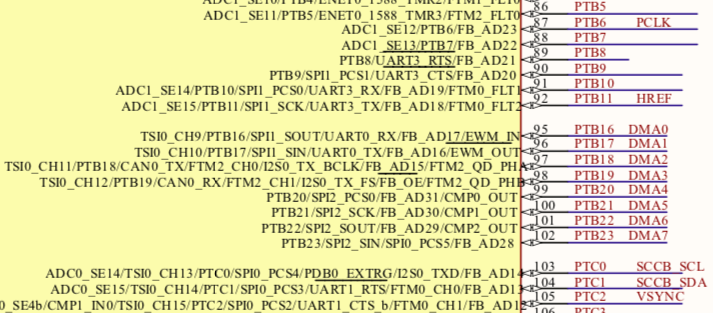 86 PTB5
ADC1_SE11/PTB5/ENET0_1588_TMR3/FTM2_FLT0
87 PTB6 PCLK
ADC1_SE12/PTB6/FB_AD23
88 PTB7
ADC1_SE13/PTB7/FB_AD22
89 PTB8
PTB8/UART3_RTS/FB_AD21
90 PTB9
PTB9/SPI1_PCS1/UART3_CTS/FB_AD20
91 PTB10
ADC1_SE14/PTB10/SPI1_PCS0/UART3_RX/FB_AD19/FTM0_FLT1
92 PTB11 HREF
ADC1_SE15/PTB11/SPI1_SCK/UART3_TX/FB_AD18/FTM0_FLT2
95 PTB16 DMA0
TSI0_CH9/PTB16/SPI1_SOUT/UART0_RX/FB_AD17/EWM_IN
96 PTB17 DMA1
TSI0_CH10/PTB17/SPI1_SIN/UART0_TX/FB_AD16/EWM_OUT
97 PTB18 DMA2
TSI0_CH11/PTB18/CAN0_TX/FTM2_CH0/I2S0_TX_BCLK/FB_AD15/FTM2_QD_PHA
98 PTB19 DMA3
TSI0_CH12/PTB19/CAN0_RX/FTM2_CH1/I2S0_TX_FS/FB_OE/FTM2_QD_PHB
99 PTB20 DMA4
PTB20/SPI2_PCS0/FB_AD31/CMP0_OUT
100 PTB21 DMA5
PTB21/SPI2_SCK/FB_AD30/CMP1_OUT
101 PTB22 DMA6
PTB22/SPI2_SOUT/FB_AD29/CMP2_OUT
102 PTB23 DMA7
PTB23/SPI2_SIN/SPI0_PCS5/FB_AD28
103 PTC0 SCCB_SCL
ADC0_SE14/TSI0_CH13/PTC0/SPI0_PCS4/PDB0_EXTRG/I2S0_TXD/FB_AD14
104 PTC1 SCCB_SDA
ADC0_SE15/TSI0_CH14/PTC1/SPI0_PCS3/UART1_RTS/FTM0_CH0/FB_AD13
105 PTC2 VSYNC
0_SE4b/CMP1_IN0/TSI0_CH15/PTC2/SPI0_PCS2/UART1_CTS_b/FTM0_CH1/FB_AD12
106 PTC3